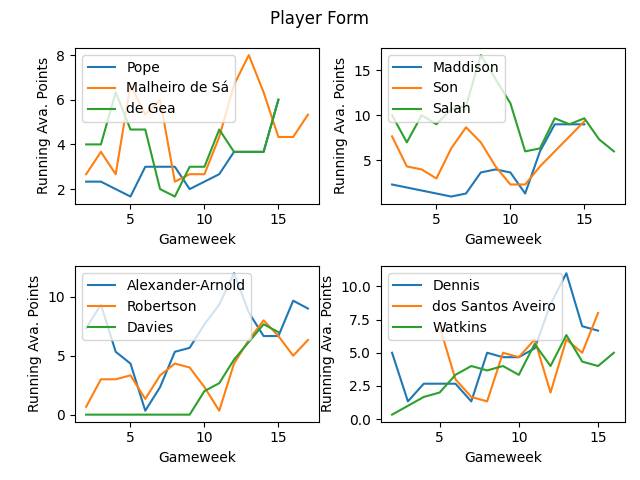 Player Form
Running Ava. Points
8
6
4
2
Pope
Malheiro de Sá
de Gea
5
10
15
Gameweek
Running Ava. Points
15
10
5
Maddison
Son
Salah
5
10
15
Gameweek
Running Ava. Points
10
5
0
Alexander-Arnold
Robertson
Davies
5
10
15
Gameweek
Running Ava. Points
10.0
7.5
5.0
2.5
0.0
Dennis
dos Santos Aveiro
Watkins
5
10
15
Gameweek